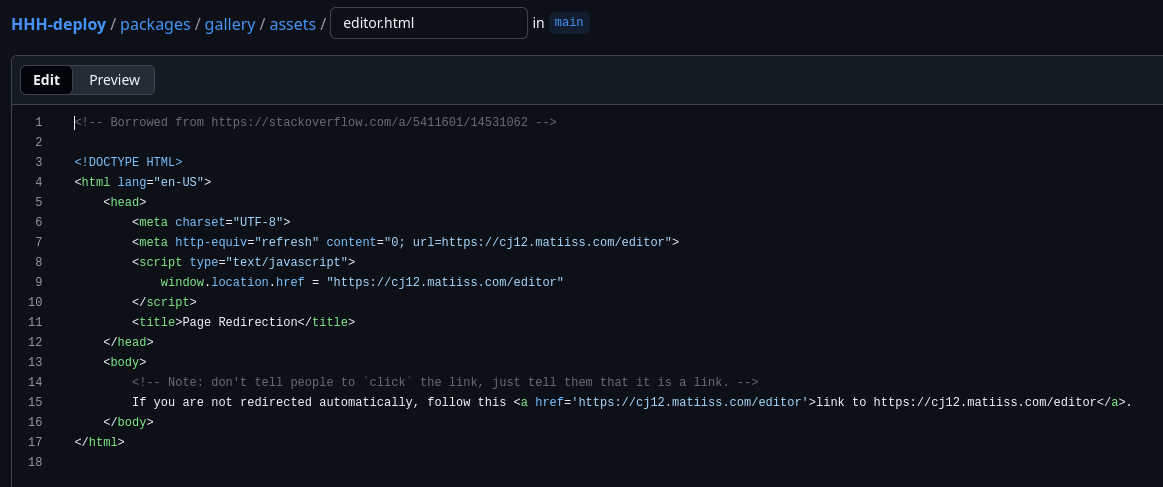 HHH-deploy / packages / gallery / assets / editor.html in main
Edit Preview
1 <!-- Borrowed from https://stackoverflow.com/a/5411601/14531062 -->
2
3 <!DOCTYPE HTML>
4 <html lang="en-US">
5 <head>
6 <meta charset="UTF-8">
7 <meta http-equiv="refresh" content="0; url=https://cj12.matiiss.com/editor">
8 <script type="text/javascript">
9 window.location.href = "https://cj12.matiiss.com/editor"
10 </script>
11 <title>Page Redirection</title>
12 </head>
13 <body>
14 <!-- Note: don't tell people to `click` the link, just tell them that it is a link. -->
15 If you are not redirected automatically, follow this <a href='https://cj12.matiiss.com/editor'>link to https://cj12.matiiss.com/editor</a>.
16 </body>
17 </html>
18